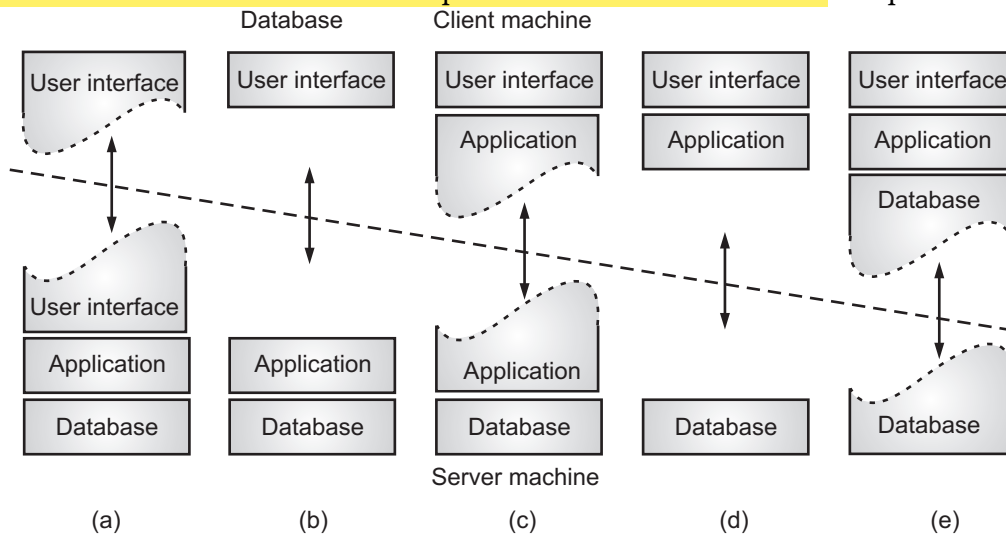 Database Client machine
User interface User interface User interface User interface User interface
Application Application Application
Database
User interface
Application Application Application
Database Database Database Database Database
Server machine
(a) (b) (c) (d) (e)